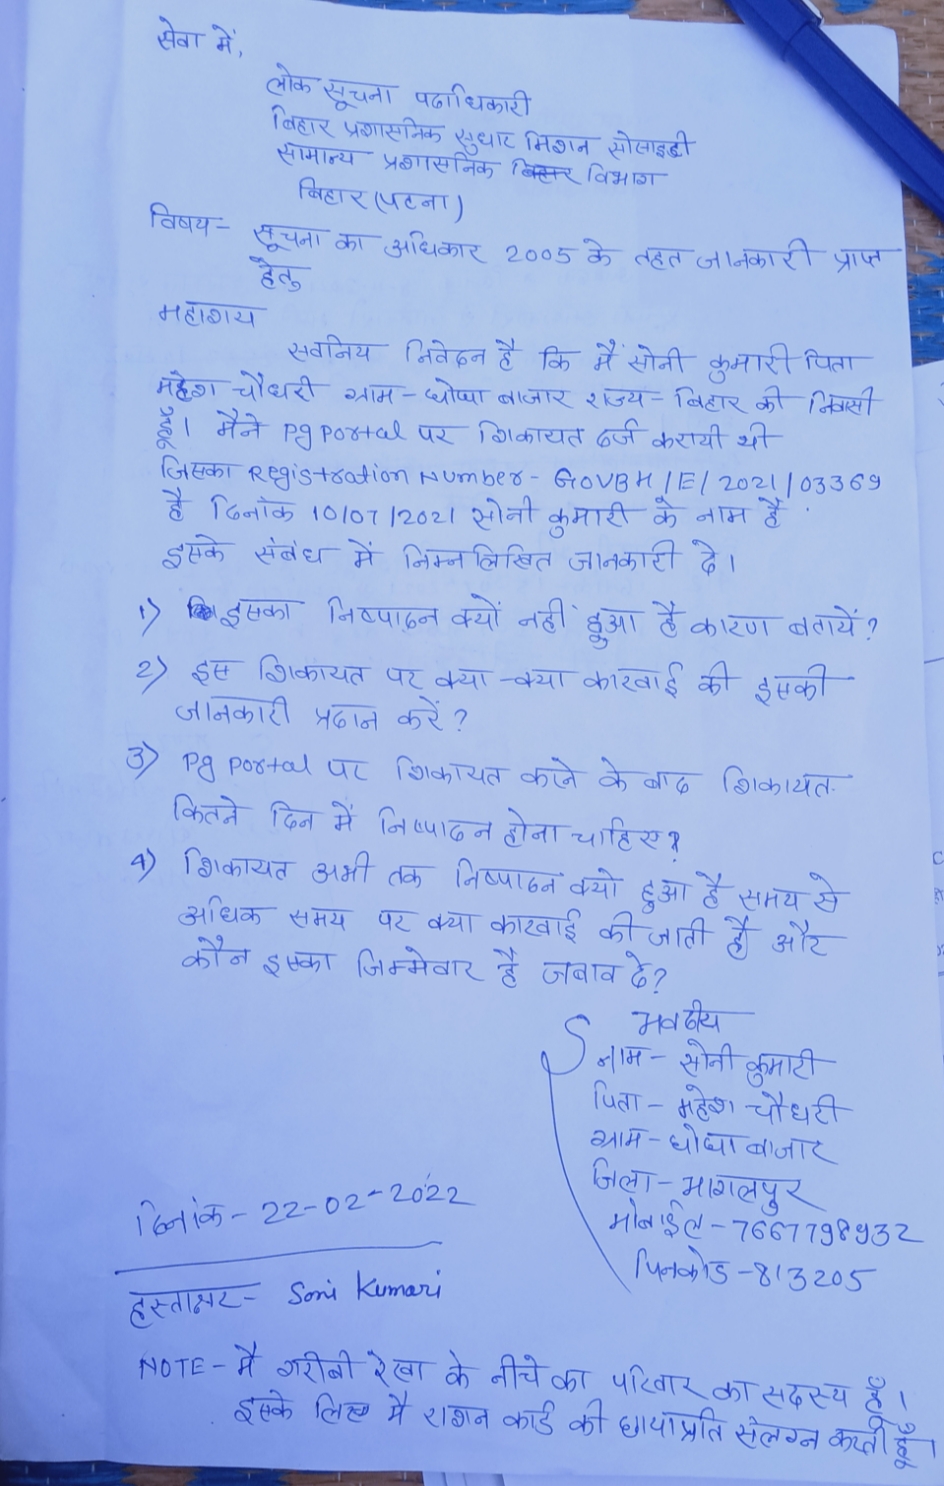 सेवा में,
लोक सूचना पदाधिकारी
बिहार प्रशासनिक सुधार मिशन सोसाइटी
सामान्य प्रशासनिक विभाग
बिहार (पटना)
विषय - सूचना का अधिकार 2005 के तहत जानकारी प्राप्त
हेतु
महाशय
सवनिय निवेदन है कि मैं सोनी कुमारी पिता
महेश चौधरी ग्राम - घोघा बाजार राज्य - बिहार की निवासी
हूँ। मैने pg portal पर शिकायत दर्ज करायी थी
जिसका Registration Number - GOVBH/E/2021/03369
है दिनांक 10/07/2021 सोनी कुमारी के नाम है
इसके संबंध में निम्नलिखित जानकारी दे।
1) इसका निष्पादन क्यों नहीं हुआ है कारण बतायें?
2) इस शिकायत पर क्या-क्या कारवाई की इसकी
जानकारी प्रदान करें?
3) Pg portal पर शिकायत करने के बाद शिकायत
कितने दिन में निष्पादन होना चाहिए?
4) शिकायत अभी तक निष्पादन क्यो हुआ है समय से
अधिक समय पर क्या कारवाई की जाती है और
कौन इसका जिम्मेवार है जबाव दे?
भवदीय
नाम - सोनी कुमारी
पिता - महेश चौधरी
ग्राम - घोघा बाजार
जिला - भागलपुर
दिनांक - 22-02-2022
मोबाईल - 7667798932
पिनकोड - 813205
हस्ताक्षर - Soni Kumari
NOTE - मै गरीबी रेखा के नीचे का परिवार का सदस्य हूँ।
इसके लिए मै राशन कार्ड की छायाप्रति संलग्न करती हूँ।